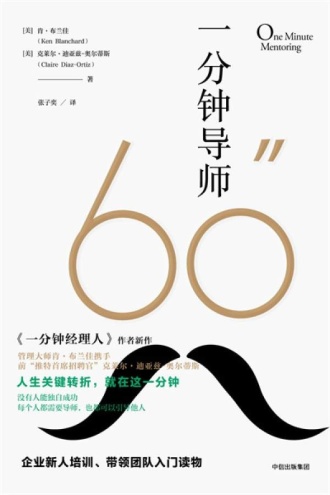 [美] 肯·布兰佳
(Ken Blanchard)
[美] 克莱尔·迪亚兹-奥尔蒂斯
(Claire Diaz-Ortiz)
著
张子奕 / 译
一分钟导师
One Minute
Mentoring
60"
《一分钟经理人》作者新作
管理大师肯·布兰佳携手
前“推特首席招聘官”克莱尔·迪亚兹-奥尔蒂斯
人生关键转折，就在这一分钟
没有人能独自成功
每个人都需要导师，也都可以引导他人
企业新人培训、带领团队入门读物
中信出版集团